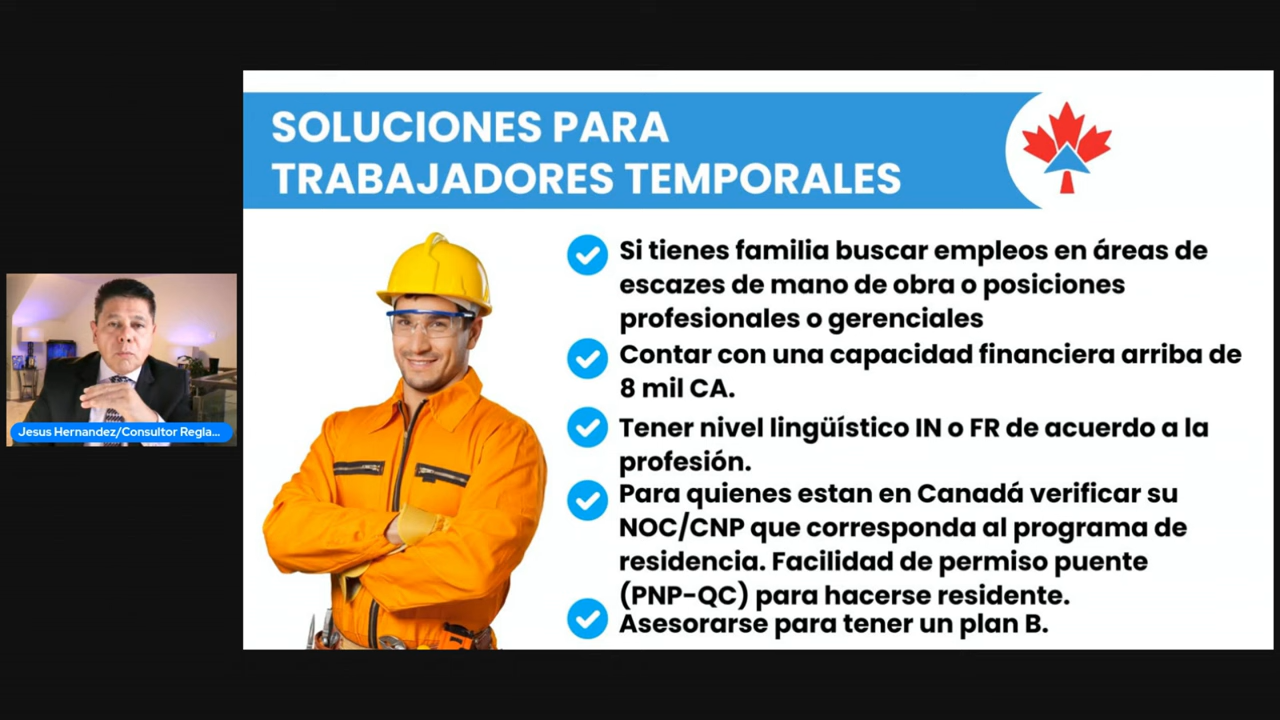 SOLUCIONES PARA
TRABAJADORES TEMPORALES
Si tienes familia buscar empleos en áreas de
escazes de mano de obra o posiciones
profesionales o gerenciales
Contar con una capacidad financiera arriba de
8 mil CA.
Tener nivel lingüístico IN o FR de acuerdo a la
profesión.
Para quienes estan en Canadá verificar su
NOC/CNP que corresponda al programa de
residencia. Facilidad de permiso puente
(PNP-QC) para hacerse residente.
Asesorarse para tener un plan B.
Jesus Hernandez/Consultor Regla...